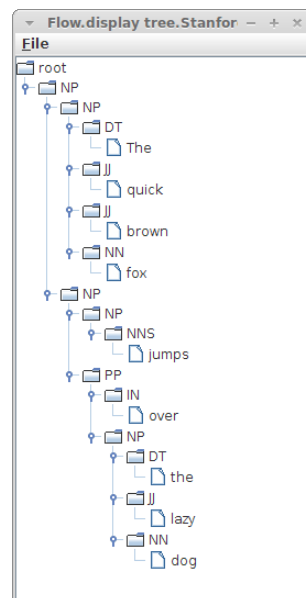 Flow.display tree.Stanfor
File
root
NP
NP
DT
The
JJ
quick
JJ
brown
NN
fox
NP
NP
NNS
jumps
PP
IN
over
NP
DT
the
JJ
lazy
NN
dog